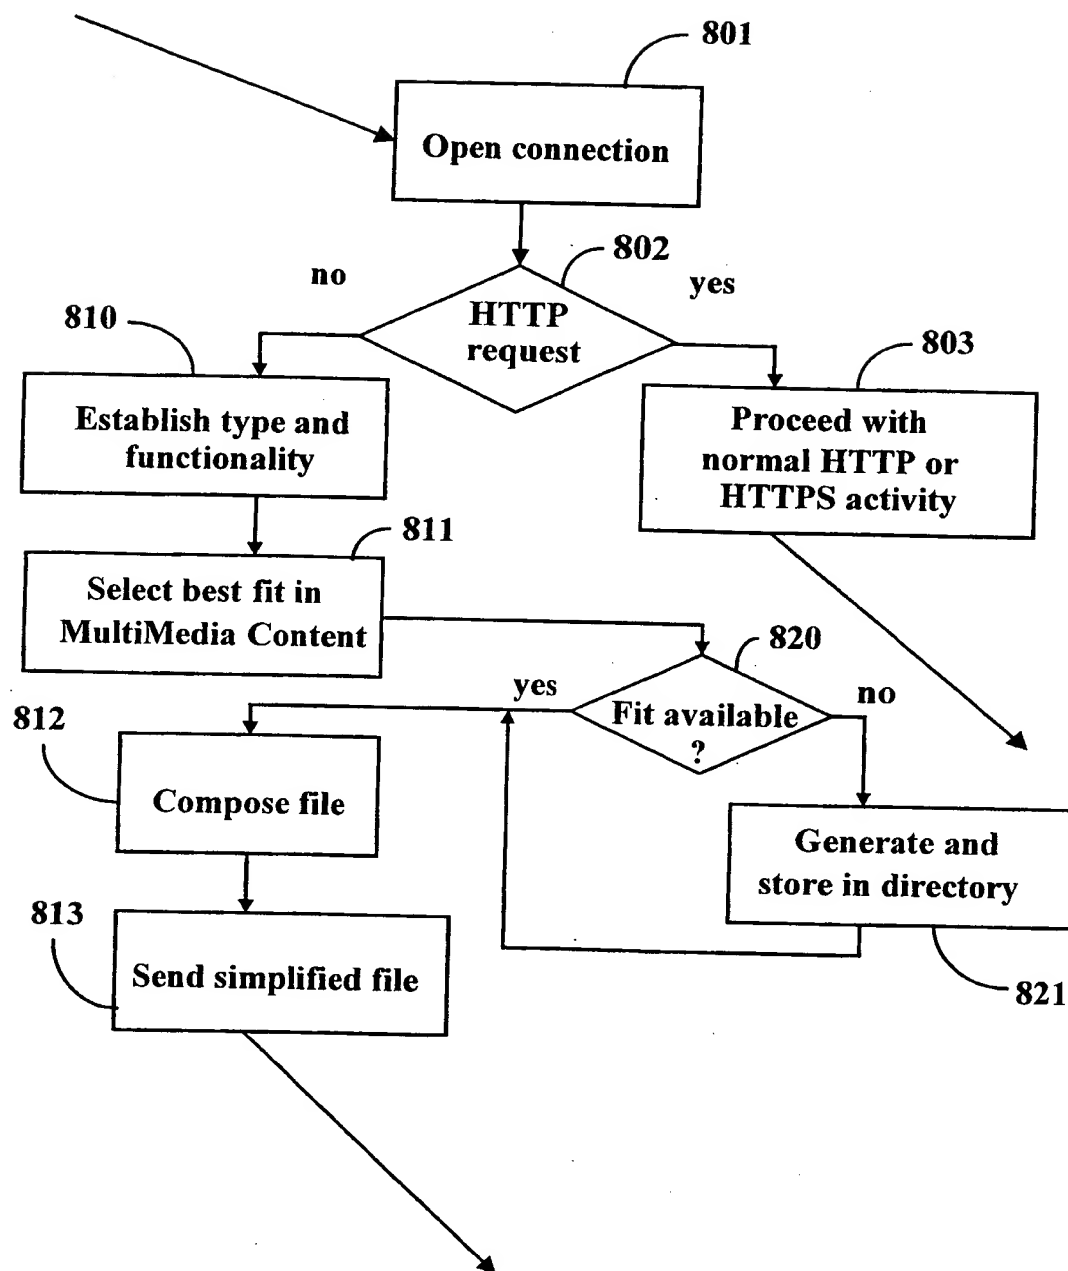 801
Open connection
802
no
yes
HTTP
request
810
803
Establish type and
functionality
Proceed with
normal HTTP or
HTTPS activity
811
Select best fit in
MultiMedia Content
820
yes
no
Fit available
?
812
Compose file
Generate and
store in directory
813
Send simplified file
821